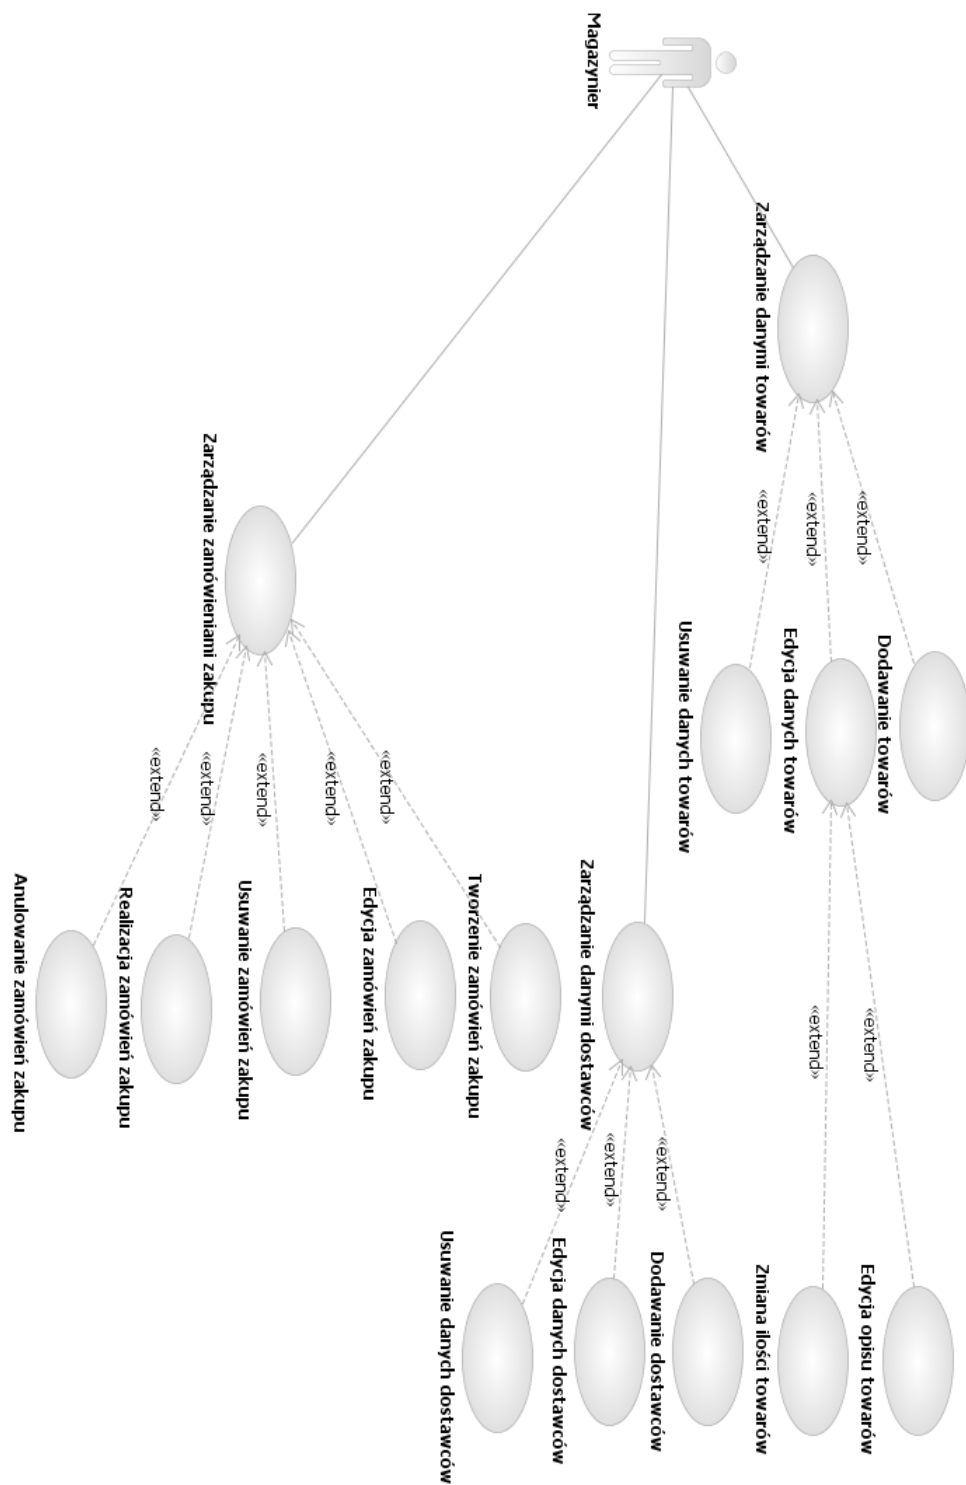 Magazynier
Zarządzanie danymi towarów
«extend»
«extend»
«extend»
Dodawanie towarów
Edycja danych towarów
Usuwanie danych towarów
«extend»
«extend»
Edycja opisu towarów
Zmiana ilości towarów
Zarządzanie danymi dostawców
«extend»
«extend»
«extend»
Dodawanie dostawców
Edycja danych dostawców
Usuwanie danych dostawców
Zarządzanie zamówieniami zakupu
«extend»
«extend»
«extend»
«extend»
«extend»
Tworzenie zamówień zakupu
Edycja zamówień zakupu
Usuwanie zamówień zakupu
Realizacja zamówień zakupu
Anulowanie zamówień zakupu